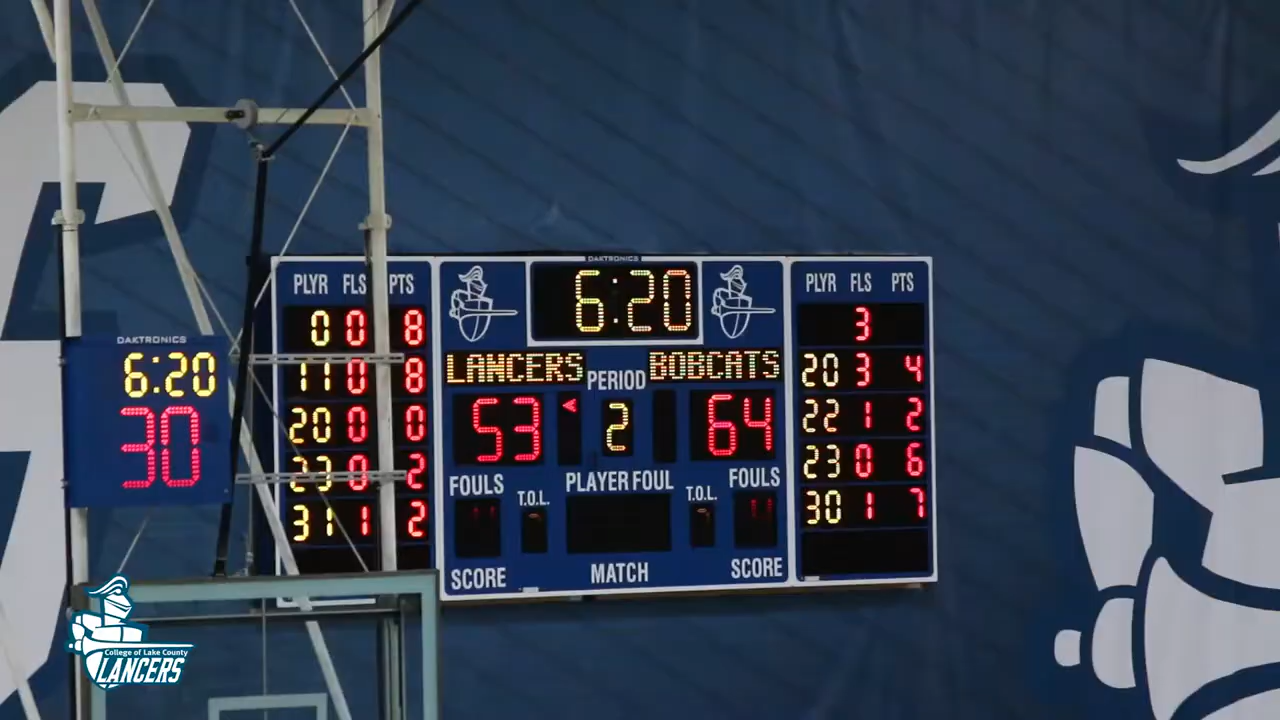 DAKTRONICS
PLYR FLS PTS
6:20
PLYR FLS PTS
0 0 8
3
DAKTRONICS
LANCERS
PERIOD
BOBCATS
6:20
11 0 8
20 3 4
30
53
2
64
20 0 0
22 1 2
23 0 2
23 0 6
FOULS
T.O.L.
PLAYER FOUL
T.O.L.
FOULS
31 1 2
30 1 7
SCORE
MATCH
SCORE
College of Lake County
LANCERS